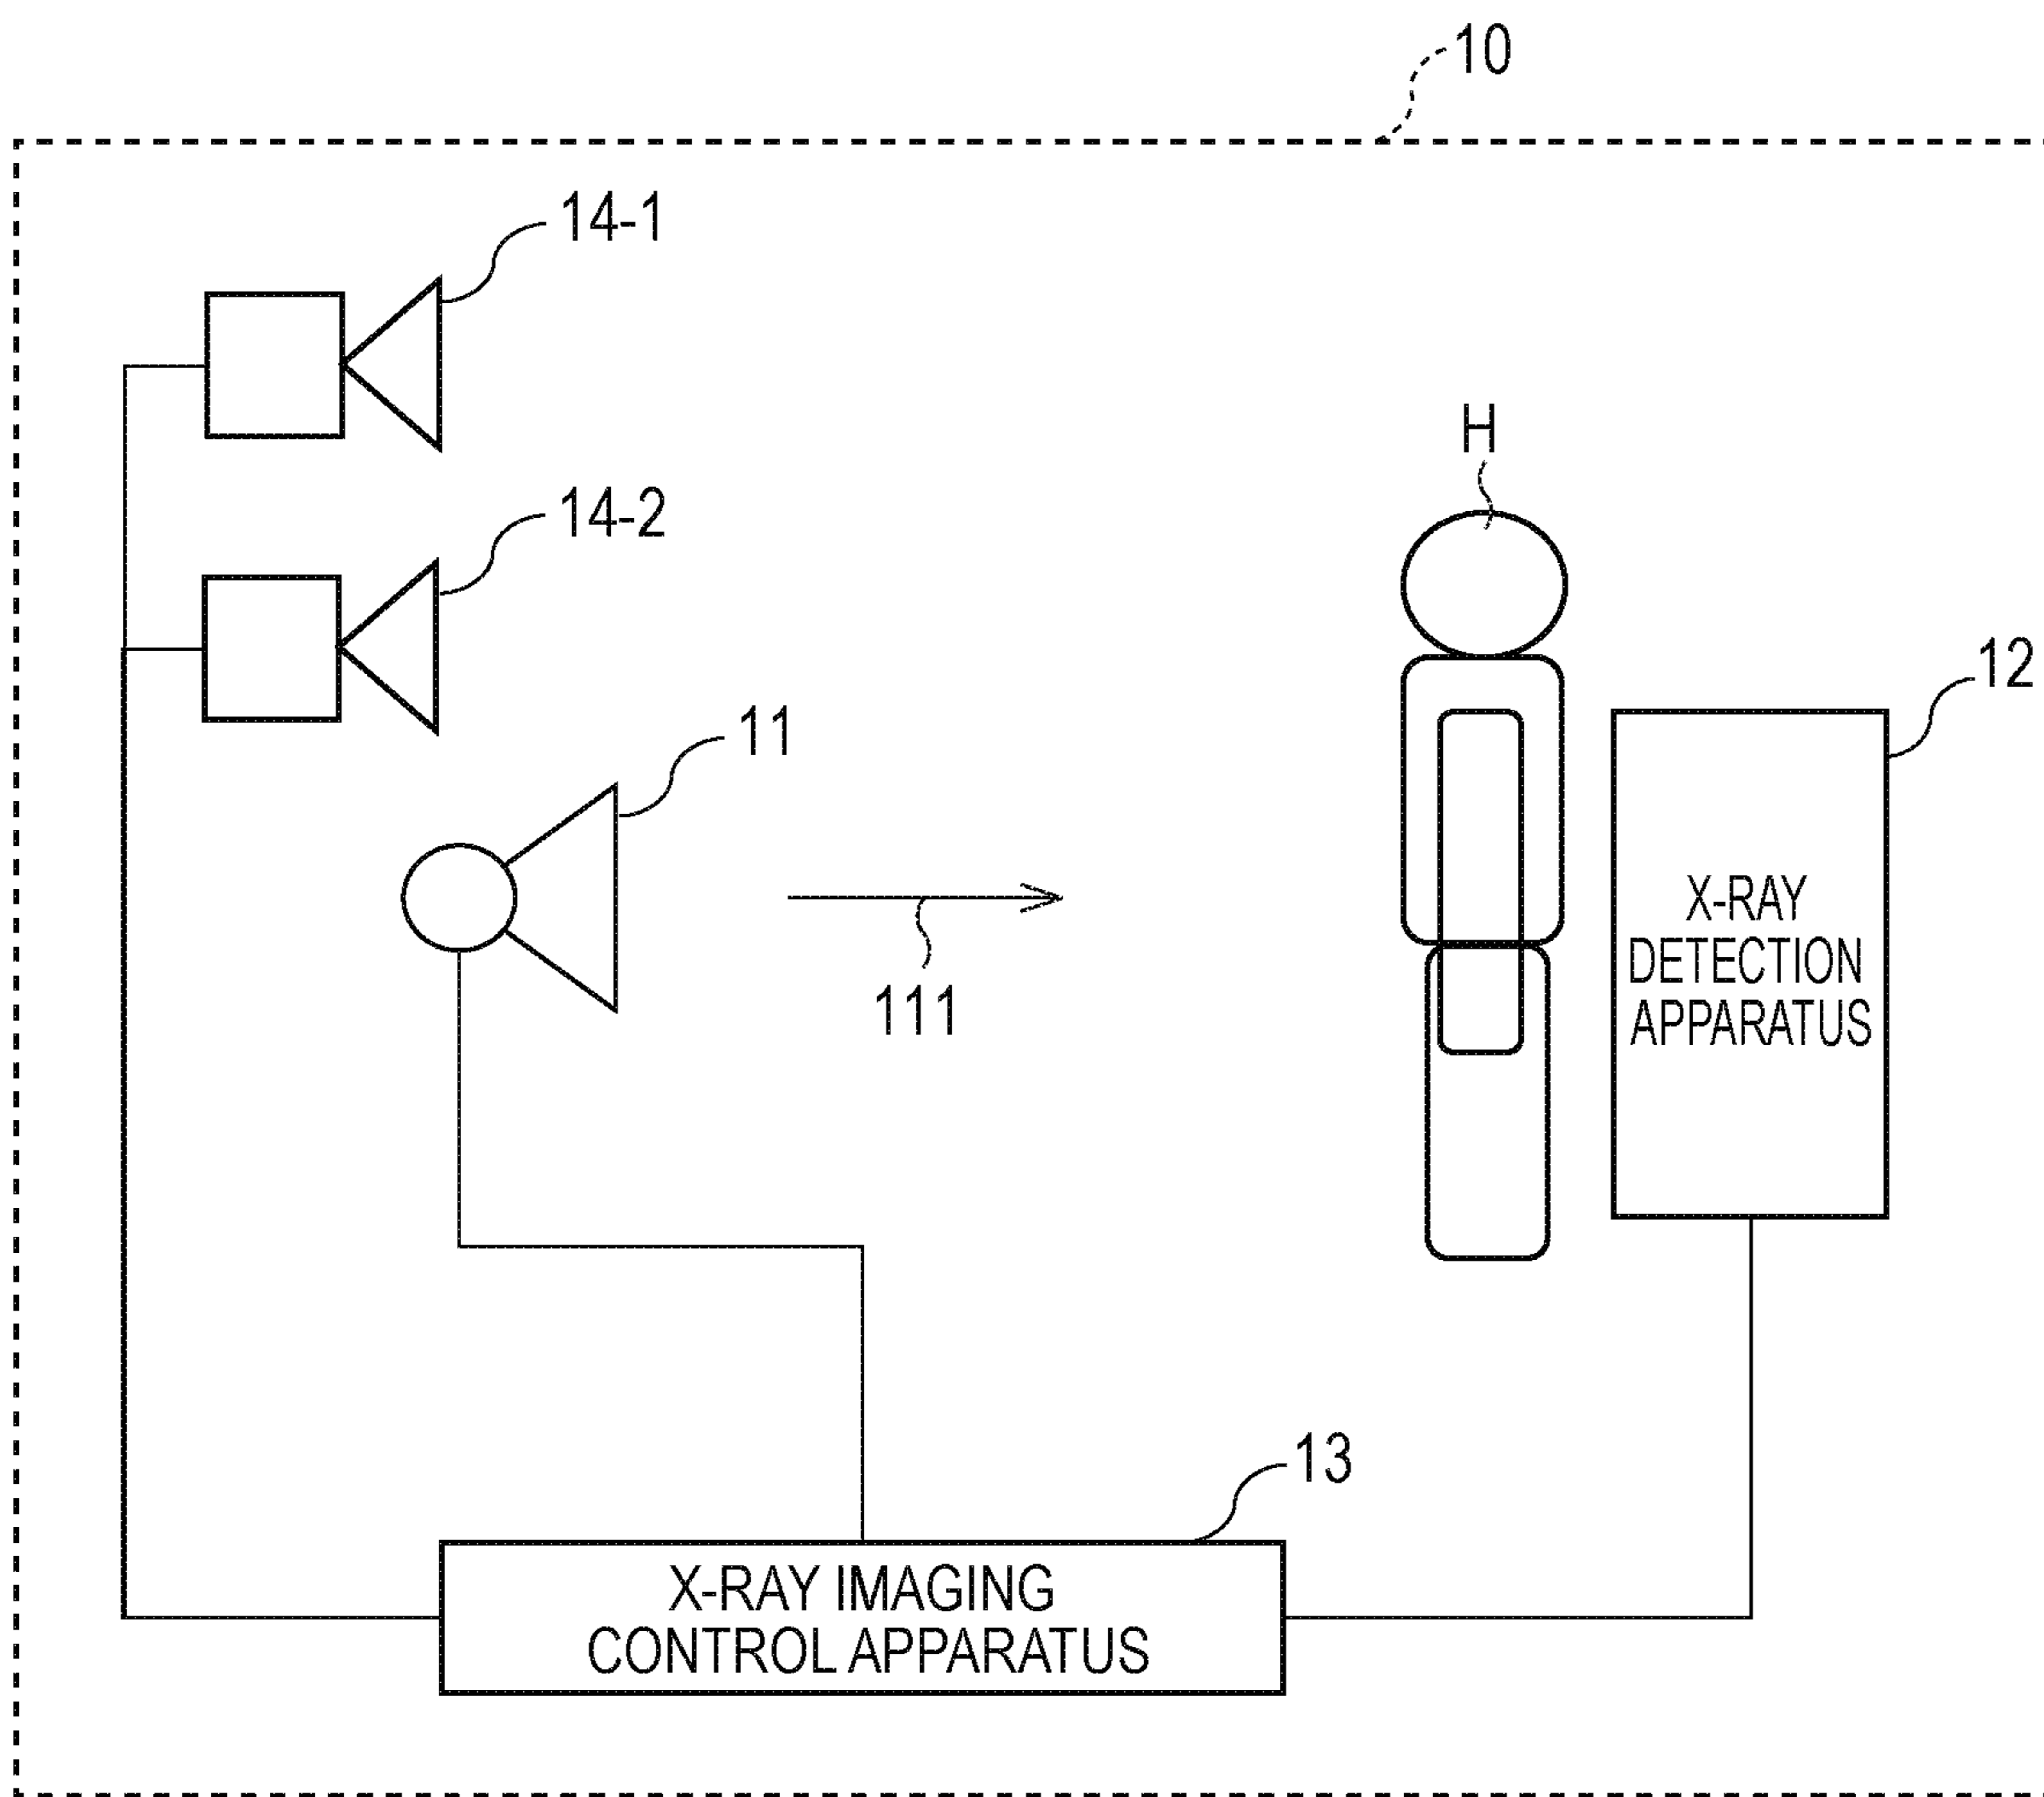 10
14-1
H
14-2
12
11
X-RAY
DETECTION
APPARATUS
111
13
X-RAY IMAGING
CONTROL APPARATUS